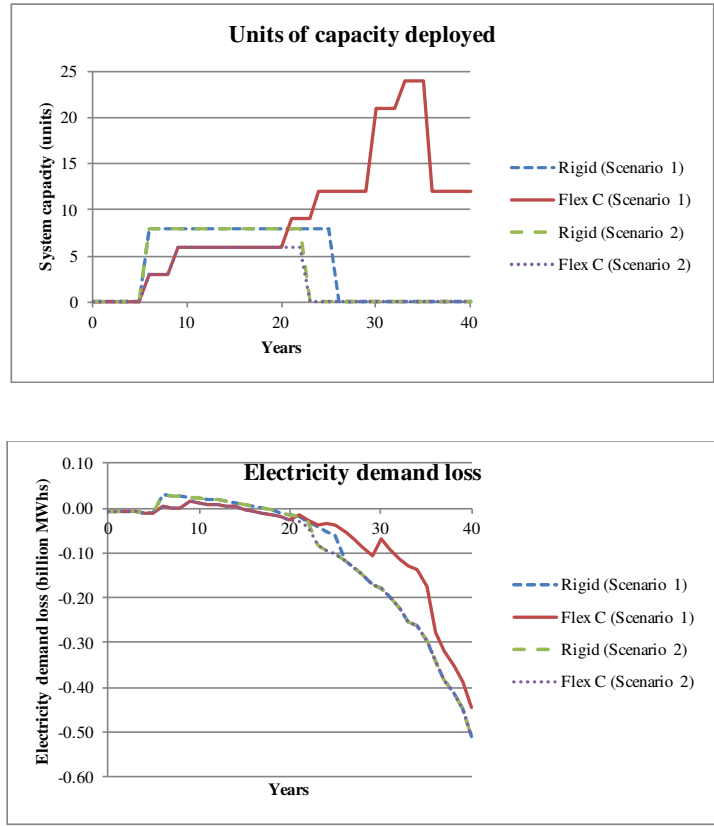 Units of capacity deployed
25
20
15
10
5
0
0 10 20 30 40
System capacity (units)
Years
Rigid (Scenario 1)
Flex C (Scenario 1)
Rigid (Scenario 2)
Flex C (Scenario 2)
Electricity demand loss
0.10
0.00
-0.10
-0.20
-0.30
-0.40
-0.50
-0.60
0 10 20 30 40
Electricity demand loss (billion MWhs)
Years
Rigid (Scenario 1)
Flex C (Scenario 1)
Rigid (Scenario 2)
Flex C (Scenario 2)